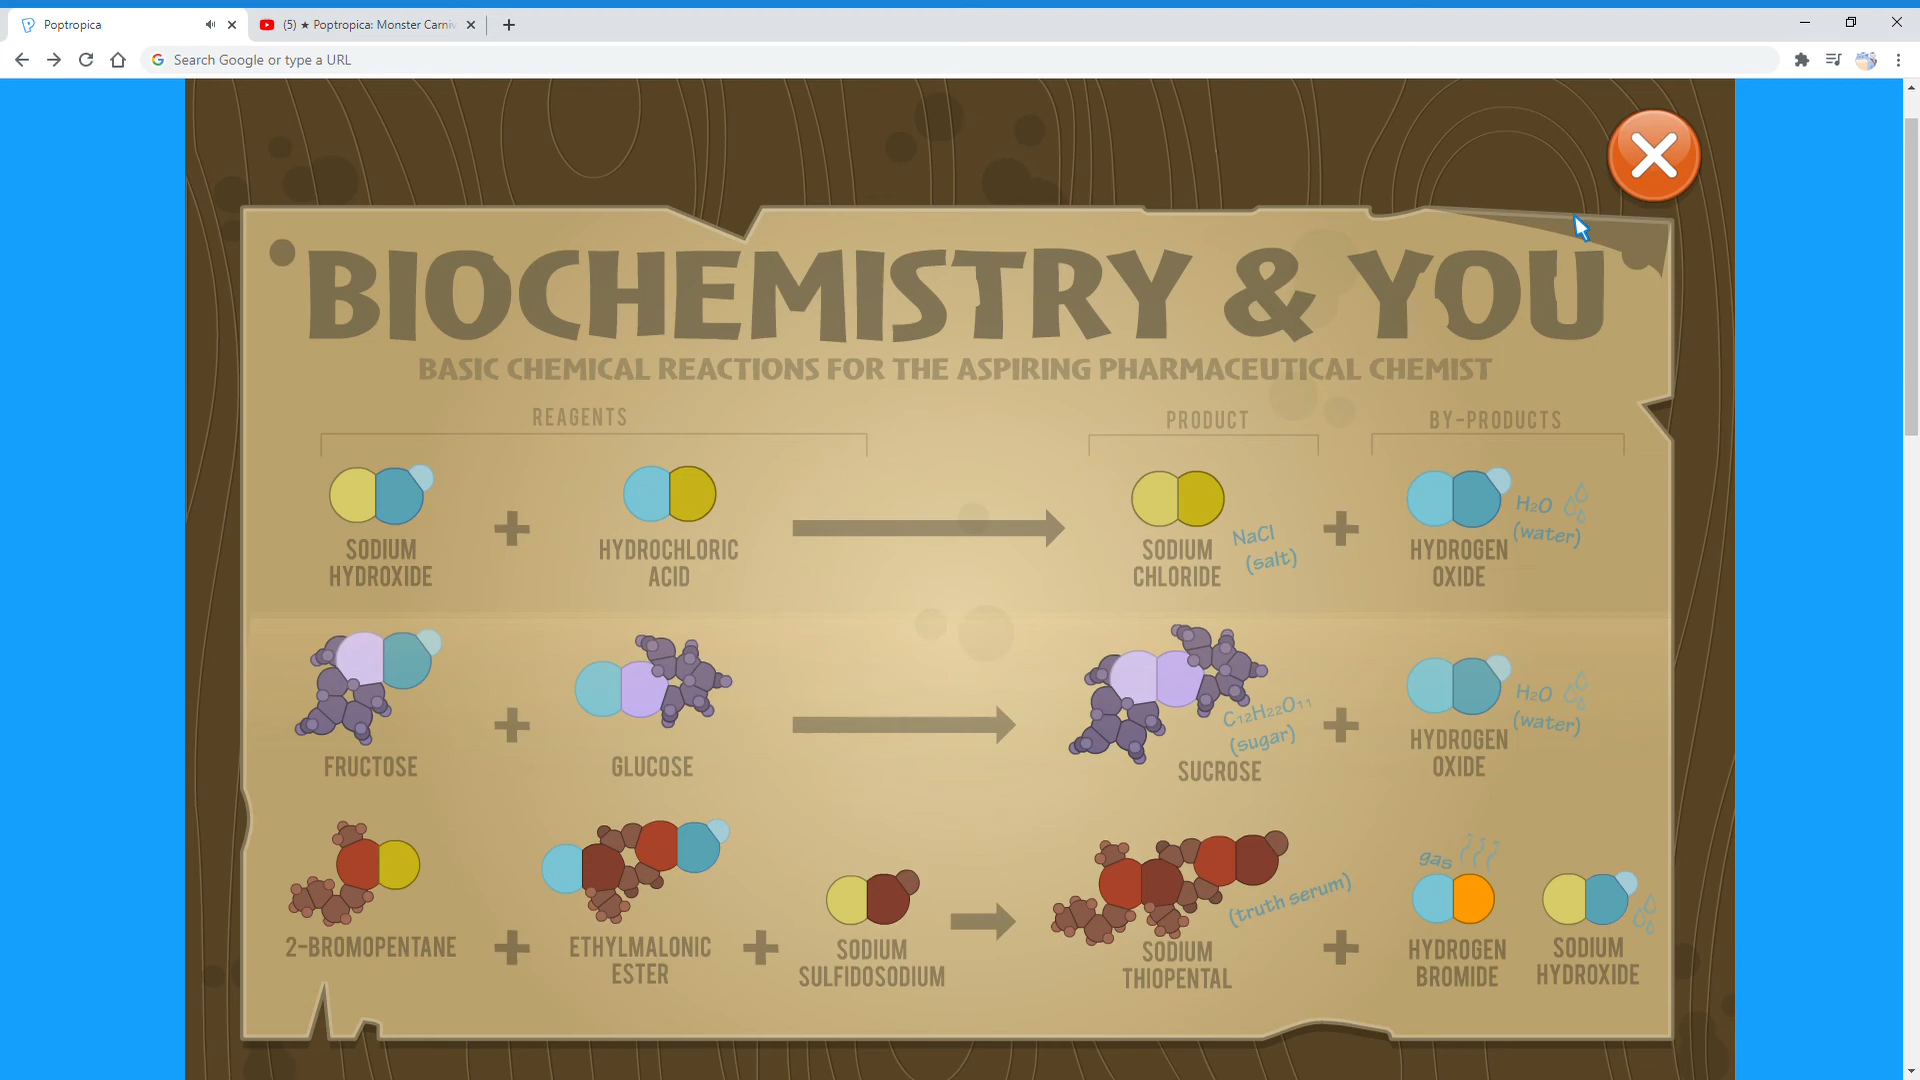 Poptropica
(5) ★ Poptropica: Monster Carni
Search Google or type a URL
BIOCHEMISTRY & YOU
BASIC CHEMICAL REACTIONS FOR THE ASPIRING PHARMACEUTICAL CHEMIST
REAGENTS
PRODUCT
BY-PRODUCTS
SODIUM
HYDROXIDE
+
HYDROCHLORIC
ACID
SODIUM
CHLORIDE
NaCl
(salt)
+
HYDROGEN
OXIDE
H₂O
(water)
FRUCTOSE
+
GLUCOSE
SUCROSE
C₁₂H₂₂O₁₁
(sugar)
+
HYDROGEN
OXIDE
H₂O
(water)
2-BROMOPENTANE
+
ETHYLMALONIC
ESTER
+
SODIUM
SULFIDOSODIUM
SODIUM
THIOPENTAL
(truth serum)
+
gas
HYDROGEN
BROMIDE
SODIUM
HYDROXIDE